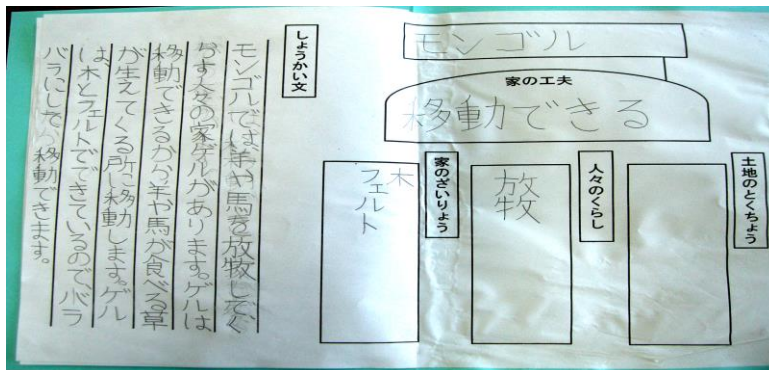 モンゴル
家の工夫
移動できる
土地のとくちょう
人々のくらし
放牧
家のざいりょう
木
フェルト
しょうかい文
モンゴルでは、羊や馬を放牧して、く
らす人々の家ゲルがあります。ゲルは
移動できるから、羊や馬が食べる草
が生えてくる所に移動します。ゲル
は、木とフェルトでできているので、バラ
バラにして、移動できます。